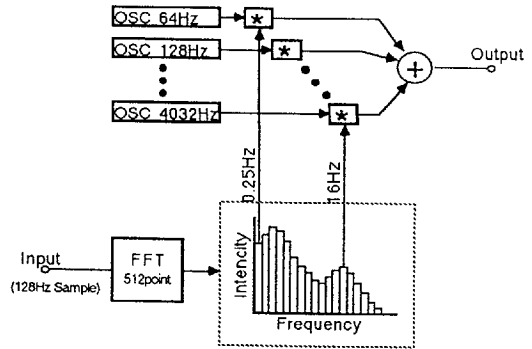 OSC 64Hz
*
OSC 128Hz
*
OSC 4032Hz
*
+
Output
0.25Hz
16Hz
Input
(128Hz Sample)
FFT
512point
Intencity
Frequency